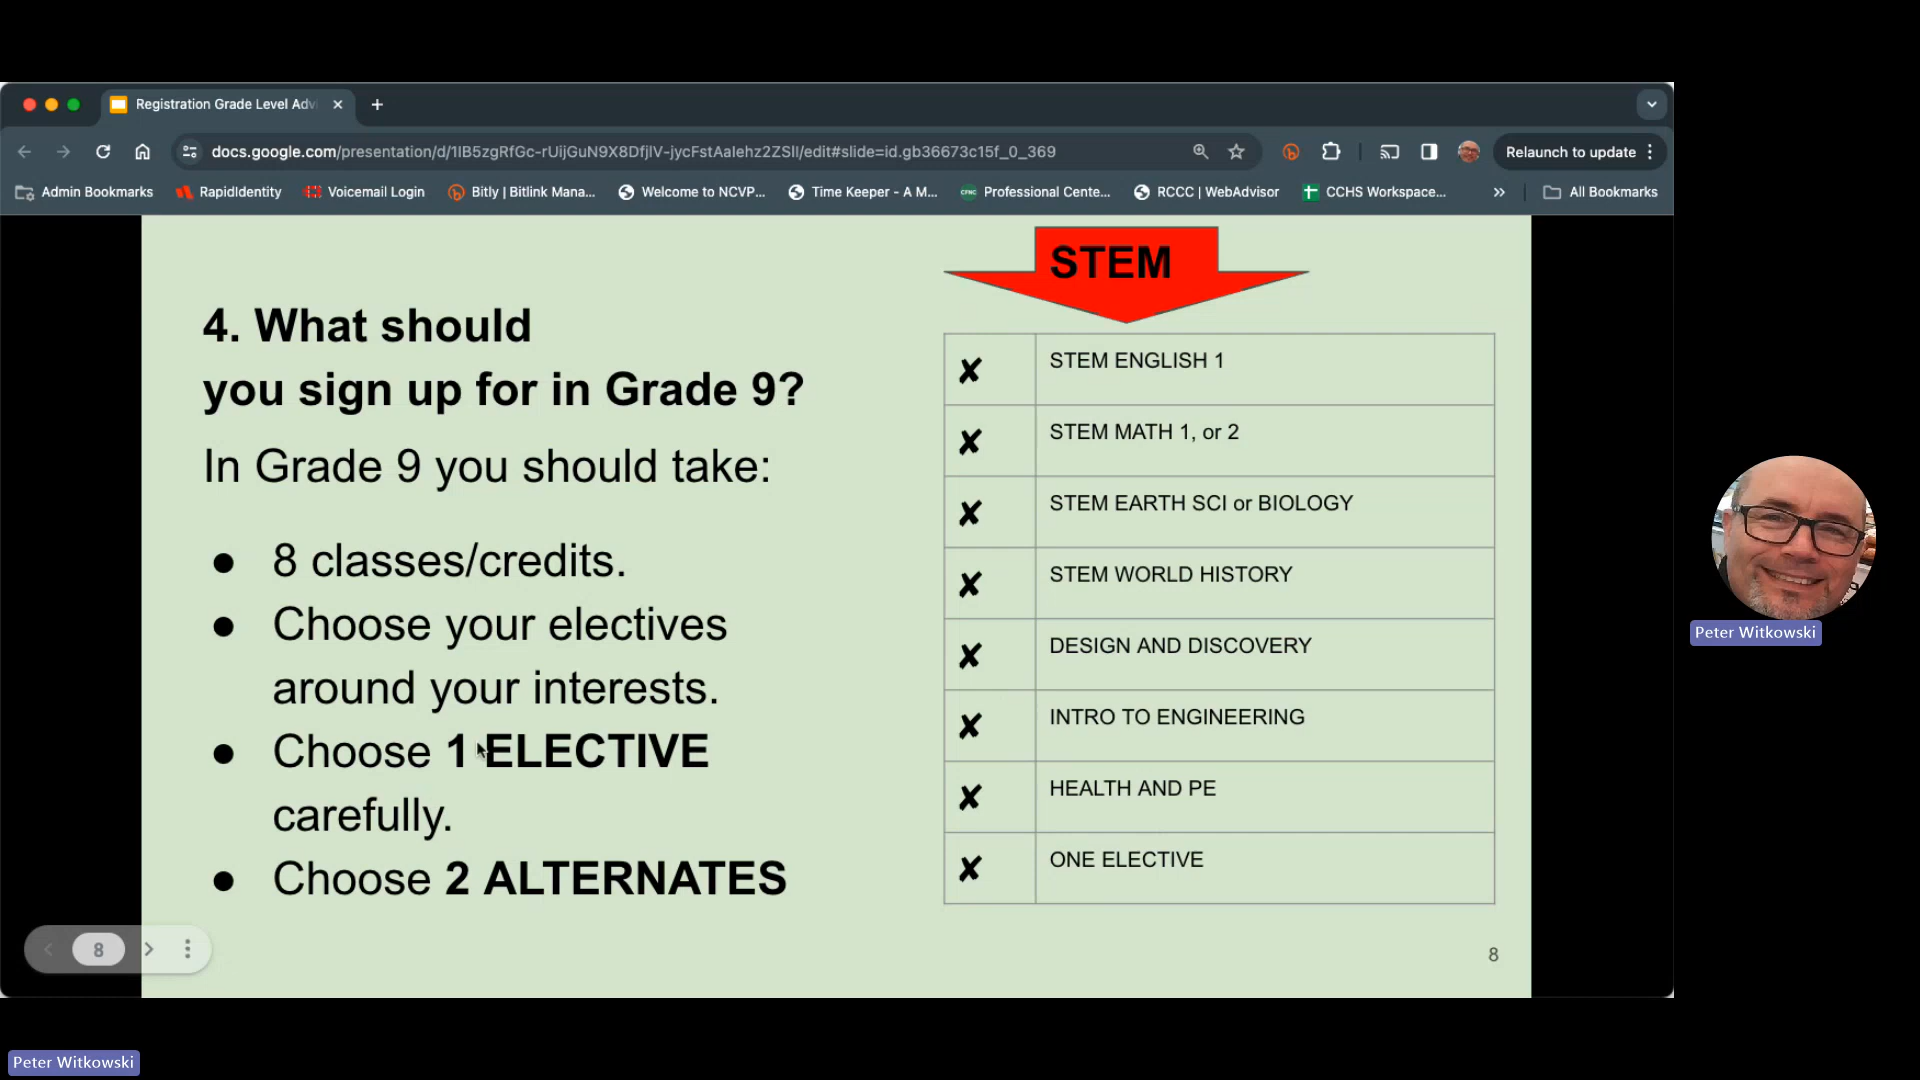 Registration Grade Level Adv
docs.google.com/presentation/d/1IB5zgRfGc-rUijGuN9X8DfjlV-jycFstAalehz2ZSlI/edit#slide=id.gb36673c15f_0_369
Relaunch to update
Admin Bookmarks
RapidIdentity
Voicemail Login
Bitly | Bitlink Mana...
Welcome to NCVP...
Time Keeper - A M...
CFNC
Professional Cente...
RCCC | WebAdvisor
CCHS Workspace...
All Bookmarks
4. What should
you sign up for in Grade 9?
In Grade 9 you should take:
● 8 classes/credits.
● Choose your electives
around your interests.
● Choose 1 ELECTIVE
carefully.
● Choose 2 ALTERNATES
STEM
✘ STEM ENGLISH 1
✘ STEM MATH 1, or 2
✘ STEM EARTH SCI or BIOLOGY
✘ STEM WORLD HISTORY
✘ DESIGN AND DISCOVERY
✘ INTRO TO ENGINEERING
✘ HEALTH AND PE
✘ ONE ELECTIVE
8
8
Peter Witkowski
Peter Witkowski